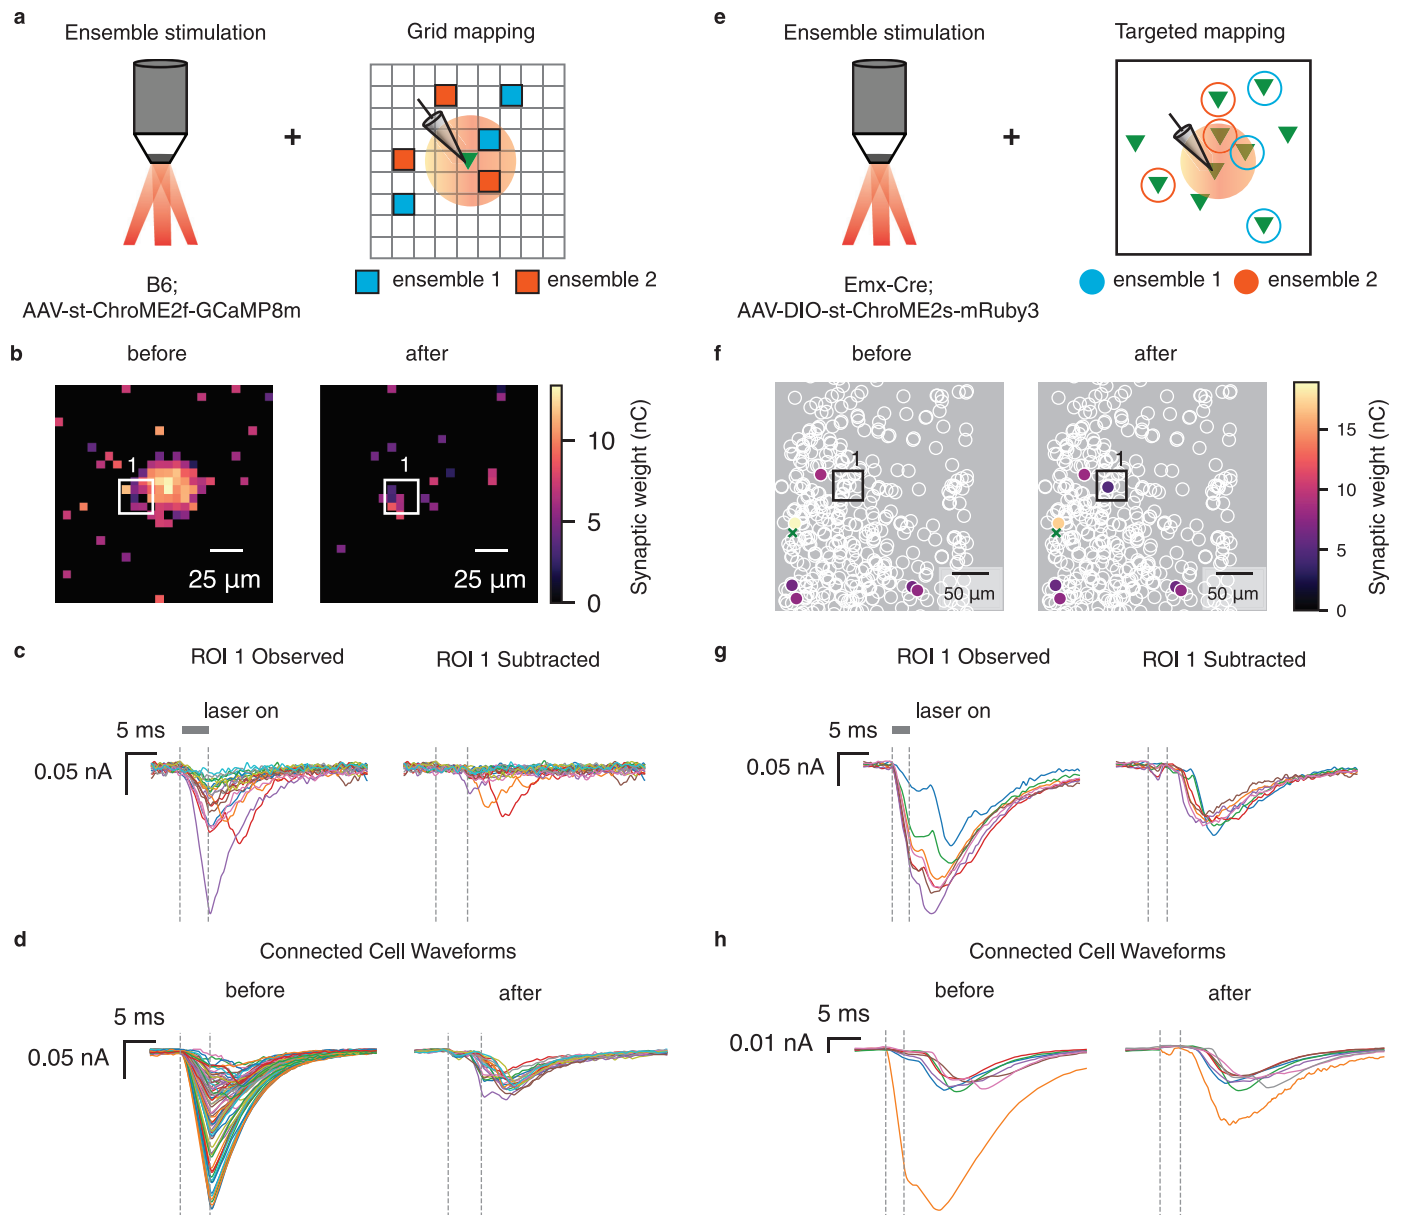 a
Ensemble stimulation
Grid mapping
+
B6;
AAV-st-ChroME2f-GCaMP8m
ensemble 1
ensemble 2
e
Ensemble stimulation
Targeted mapping
+
Emx-Cre;
AAV-DIO-st-ChroME2s-mRuby3
ensemble 1
ensemble 2
b
before
after
1
1
25 µm
25 µm
10
5
0
Synaptic weight (nC)
f
before
after
1
1
50 µm
50 µm
15
10
5
0
Synaptic weight (nC)
c
ROI 1 Observed
ROI 1 Subtracted
laser on
5 ms
0.05 nA
g
ROI 1 Observed
ROI 1 Subtracted
laser on
5 ms
0.05 nA
d
Connected Cell Waveforms
before
after
5 ms
0.05 nA
h
Connected Cell Waveforms
before
after
5 ms
0.01 nA